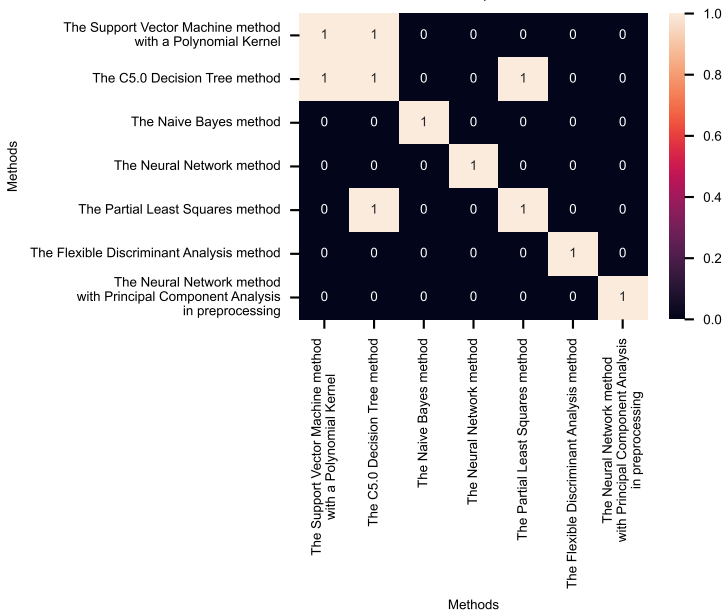 The Support Vector Machine method
with a Polynomial Kernel
1 1 0 0 0 0 0
The C5.0 Decision Tree method
1 1 0 0 1 0 0
The Naive Bayes method
0 0 1 0 0 0 0
The Neural Network method
0 0 0 1 0 0 0
The Partial Least Squares method
0 1 0 0 1 0 0
The Flexible Discriminant Analysis method
0 0 0 0 0 1 0
The Neural Network method
with Principal Component Analysis
in preprocessing
0 0 0 0 0 0 1
Methods
1.0
0.8
0.6
0.4
0.2
0.0
The Support Vector Machine method
with a Polynomial Kernel
The C5.0 Decision Tree method
The Naive Bayes method
The Neural Network method
The Partial Least Squares method
The Flexible Discriminant Analysis method
The Neural Network method
with Principal Component Analysis
in preprocessing
Methods